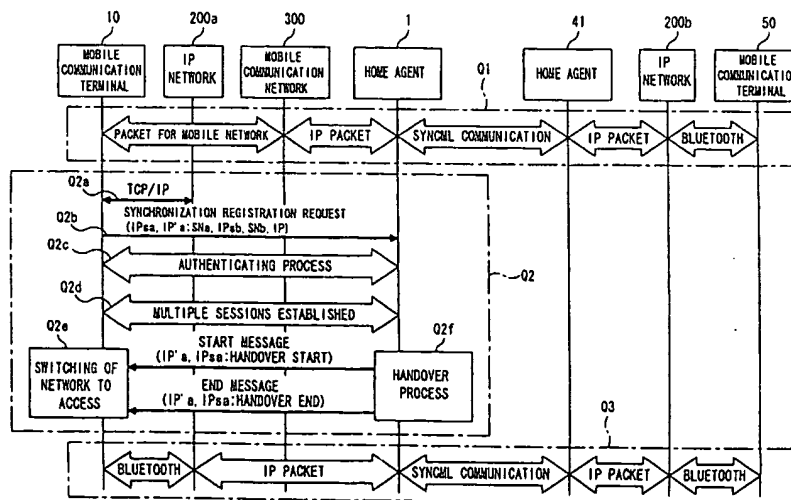 10 200a 300 1 41 200b 50
MOBILE
COMMUNICATION
TERMINAL
IP
NETWORK
MOBILE
COMMUNICATION
NETWORK
HOME AGENT
HOME AGENT
IP
NETWORK
MOBILE
COMMUNICATION
TERMINAL
Q1
PACKET FOR MOBILE NETWORK
IP PACKET
SYNCML COMMUNICATION
IP PACKET
BLUETOOTH
Q2
Q2a
TCP/IP
Q2b
SYNCHRONIZATION REGISTRATION REQUEST
(IPsa, IP'a:SNa, IPsb, SNb, IP)
Q2c
AUTHENTICATING PROCESS
Q2d
MULTIPLE SESSIONS ESTABLISHED
Q2e
SWITCHING OF
NETWORK TO
ACCESS
START MESSAGE
(IP'a, IPsa:HANDOVER START)
END MESSAGE
(IP'a, IPsa:HANDOVER END)
Q2f
HANDOVER
PROCESS
Q3
BLUETOOTH
IP PACKET
SYNCML COMMUNICATION
IP PACKET
BLUETOOTH